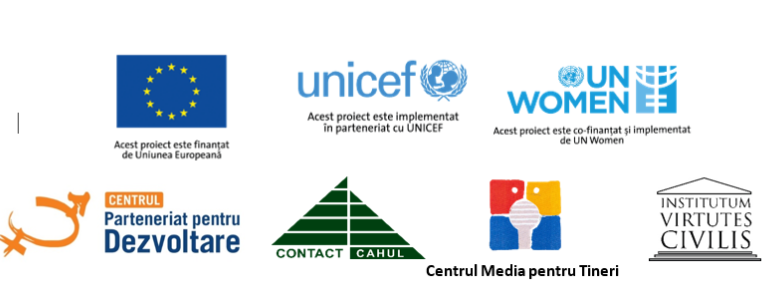 unicef
Acest proiect este implementat
în parteneriat cu UNICEF
UN
WOMEN
Acest proiect este co-finanțat și implementat
de UN Women
Acest proiect este finanțat
de Uniunea Europeană
CENTRUL
Parteneriat pentru
Dezvoltare
CONTACT CAHUL
Centrul Media pentru Tineri
INSTITUTUM
VIRTUTES
CIVILIS